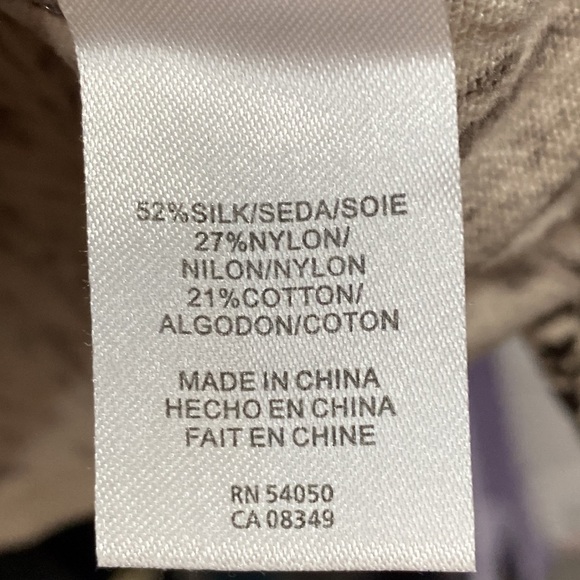 52%SILK/SEDA/SOIE
27%NYLON/
NILON/NYLON
21%COTTON/
ALGODON/COTON
MADE IN CHINA
HECHO EN CHINA
FAIT EN CHINE
RN 54050
CA 08349